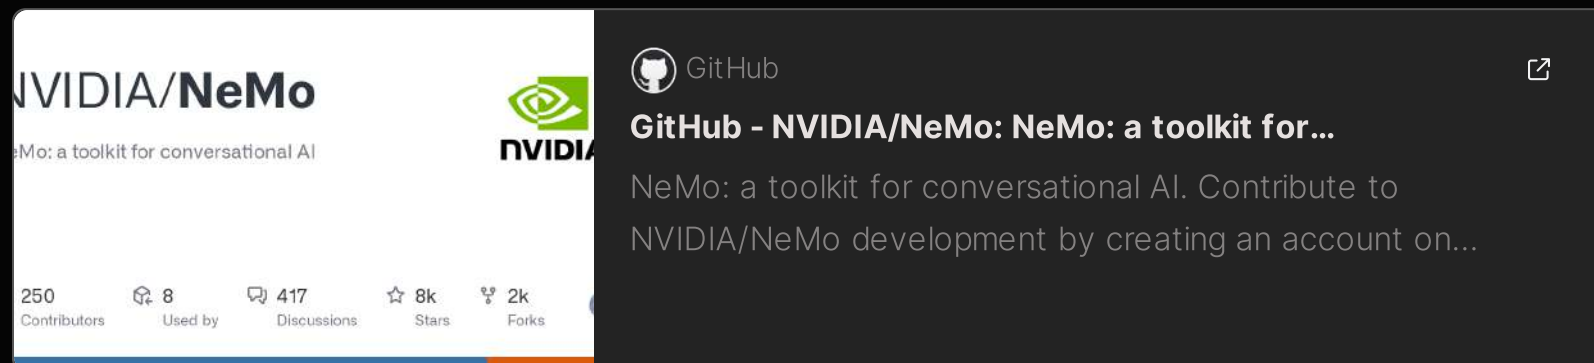 NVIDIA/NeMo
eMo: a toolkit for conversational AI
NVIDIA
250
Contributors
8
Used by
417
Discussions
8k
Stars
2k
Forks
GitHub
GitHub - NVIDIA/NeMo: NeMo: a toolkit for...
NeMo: a toolkit for conversational AI. Contribute to
NVIDIA/NeMo development by creating an account on...